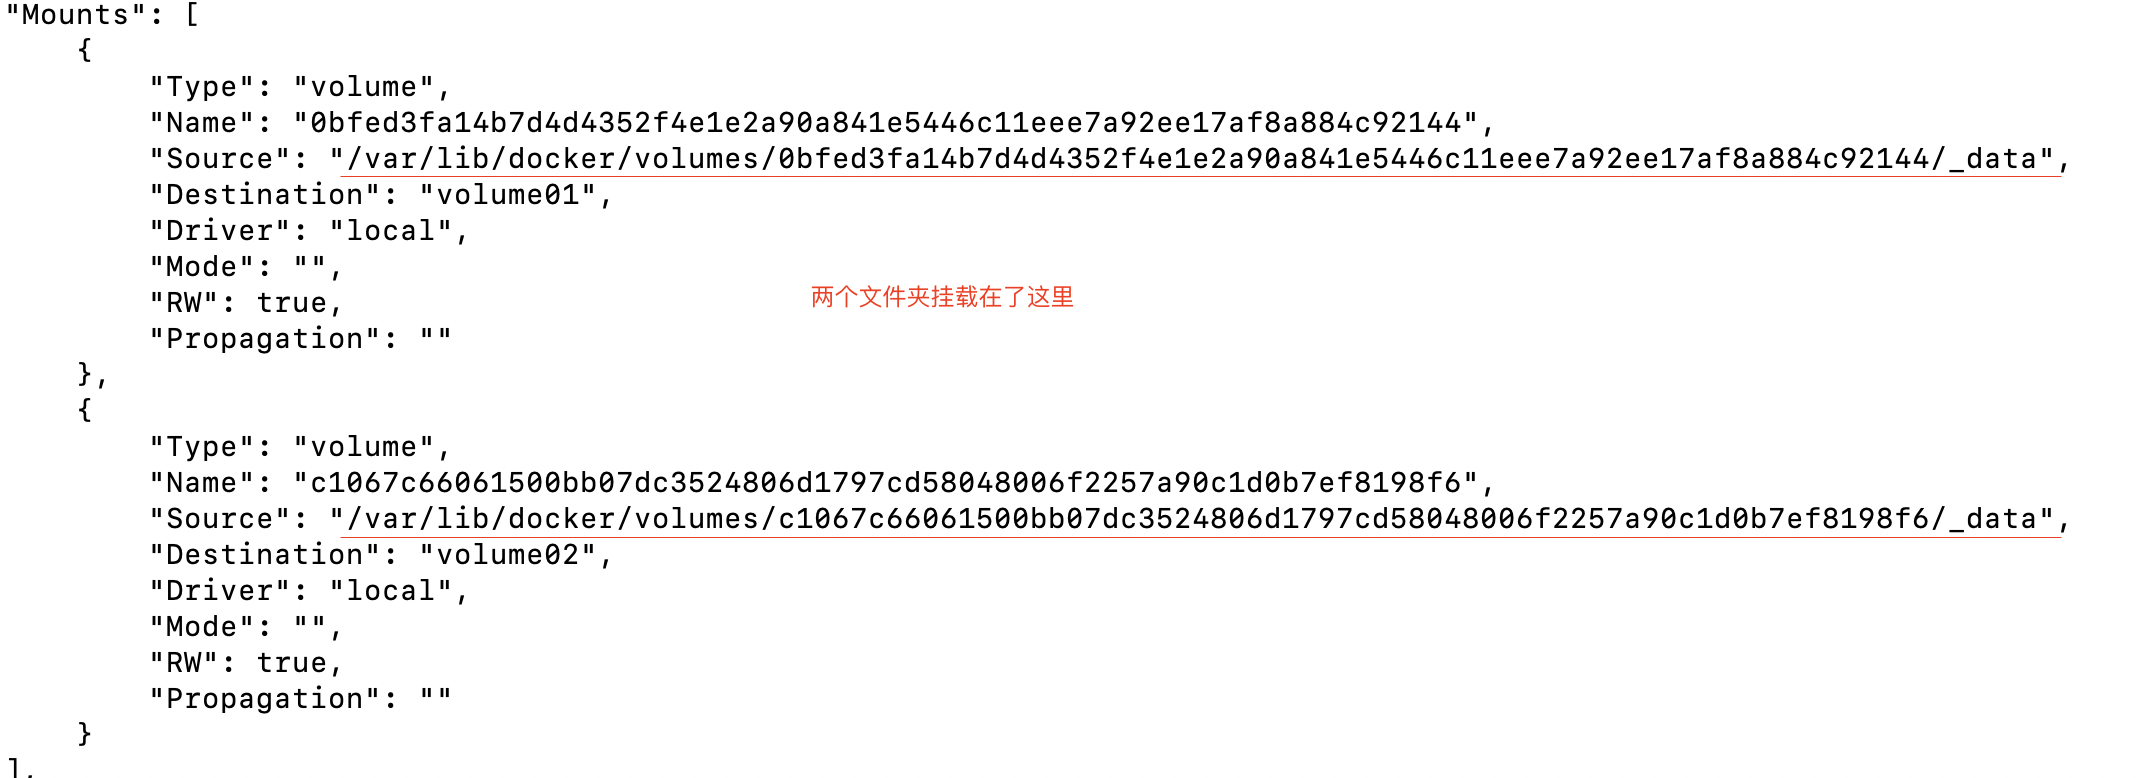 "Mounts": [
{
"Type": "volume",
"Name": "0bfed3fa14b7d4d4352f4e1e2a90a841e5446c11eee7a92ee17af8a884c92144",
"Source": "/var/lib/docker/volumes/0bfed3fa14b7d4d4352f4e1e2a90a841e5446c11eee7a92ee17af8a884c92144/_data",
"Destination": "volume01",
"Driver": "local",
"Mode": "",
"RW": true,
两个文件夹挂载在了这里
"Propagation": ""
},
{
"Type": "volume",
"Name": "c1067c66061500bb07dc3524806d1797cd58048006f2257a90c1d0b7ef8198f6",
"Source": "/var/lib/docker/volumes/c1067c66061500bb07dc3524806d1797cd58048006f2257a90c1d0b7ef8198f6/_data",
"Destination": "volume02",
"Driver": "local",
"Mode": "",
"RW": true,
"Propagation": ""
}
],